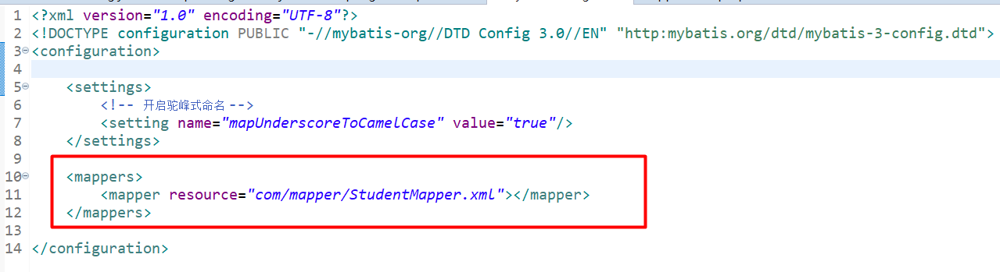 1 <?xml version="1.0" encoding="UTF-8"?>
2 <!DOCTYPE configuration PUBLIC "-//mybatis-org//DTD Config 3.0//EN" "http:mybatis.org/dtd/mybatis-3-config.dtd">
3 <configuration>
4
5 <settings>
6 <!-- 开启驼峰式命名 -->
7 <setting name="mapUnderscoreToCamelCase" value="true"/>
8 </settings>
9
10 <mappers>
11 <mapper resource="com/mapper/StudentMapper.xml"></mapper>
12 </mappers>
13
14 </configuration>